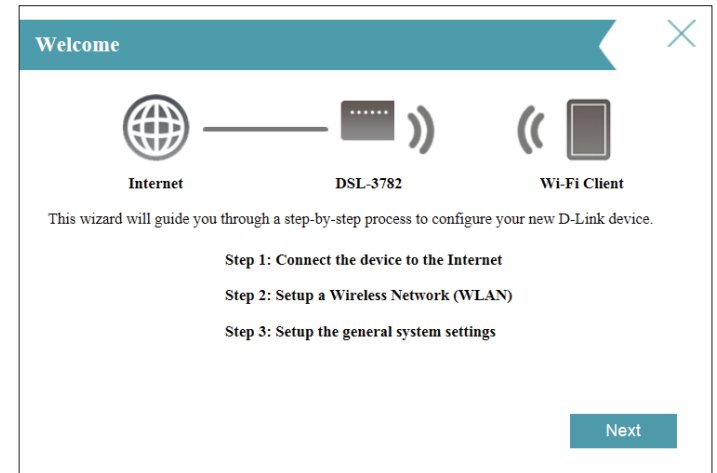 Welcome
Internet
DSL-3782
Wi-Fi Client
This wizard will guide you through a step-by-step process to configure your new D-Link device.
Step 1: Connect the device to the Internet
Step 2: Setup a Wireless Network (WLAN)
Step 3: Setup the general system settings
Next